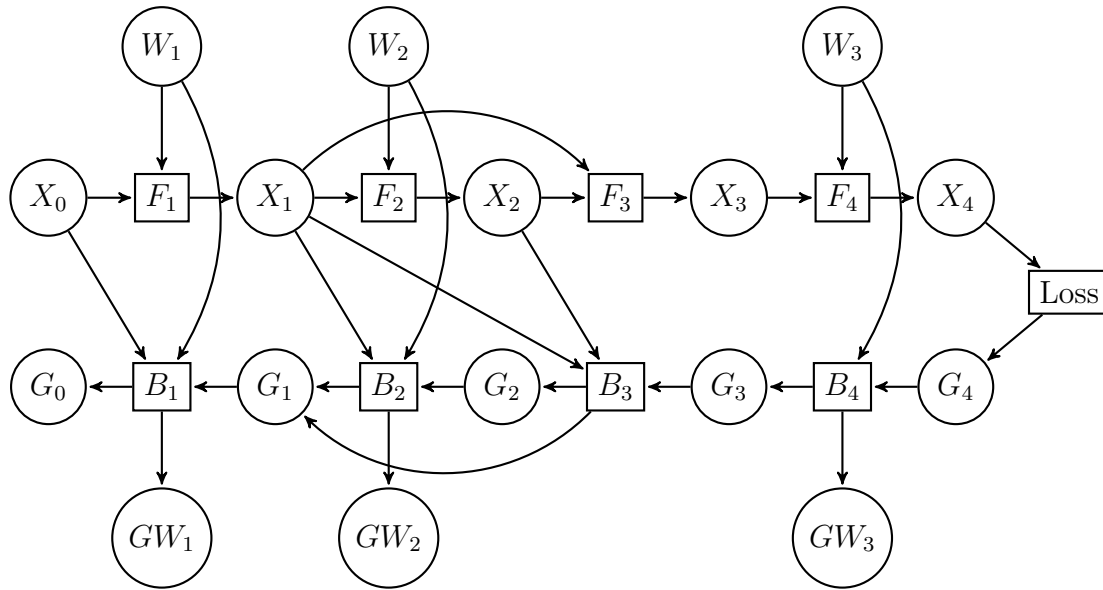 W₁ W₂ W₃
X₀ F₁ X₁ F₂ X₂ F₃ X₃ F₄ X₄
Loss
G₀ B₁ G₁ B₂ G₂ B₃ G₃ B₄ G₄
GW₁ GW₂ GW₃